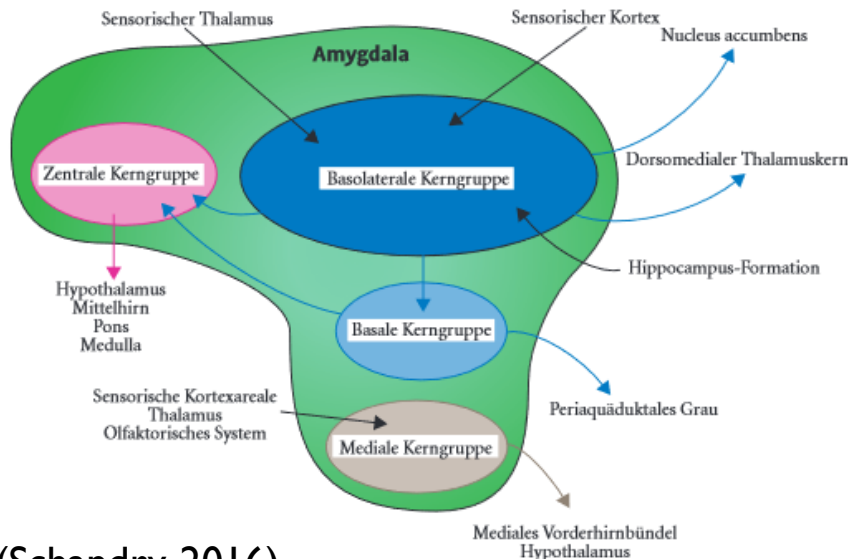 Sensorischer Thalamus
Sensorischer Kortex
Nucleus accumbens
Amygdala
Dorsomedialer Thalamuskern
Zentrale Kerngruppe
Basolaterale Kerngruppe
Hippocampus-Formation
Hypothalamus
Mittelhirn
Pons
Medulla
Basale Kerngruppe
Sensorische Kortexareale
Thalamus
Olfaktorisches System
Periaquäduktales Grau
Mediale Kerngruppe
Mediales Vorderhirnbündel
Hypothalamus